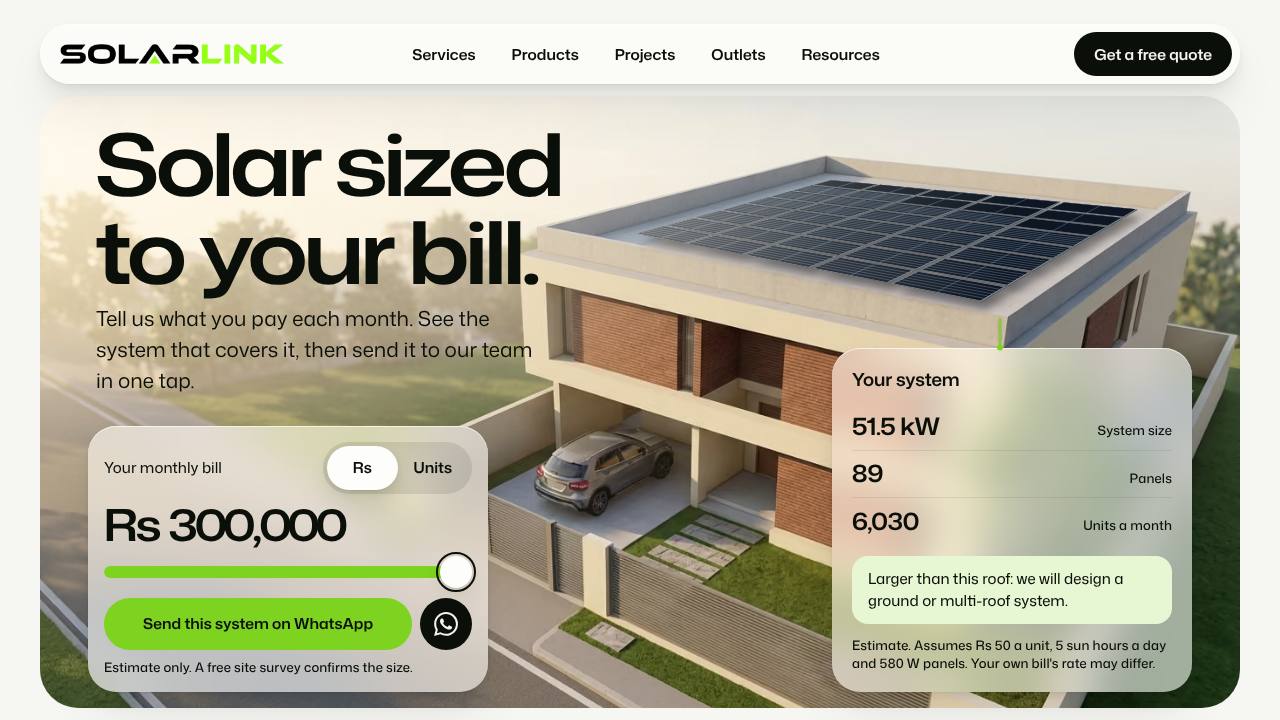 SOLARLINK
Services
Products
Projects
Outlets
Resources
Get a free quote
Solar sized
to your bill.
Tell us what you pay each month. See the
system that covers it, then send it to our team
in one tap.
Your monthly bill
Rs
Units
Rs 300,000
Send this system on WhatsApp
Estimate only. A free site survey confirms the size.
Your system
51.5 kW
System size
89
Panels
6,030
Units a month
Larger than this roof: we will design a
ground or multi-roof system.
Estimate. Assumes Rs 50 a unit, 5 sun hours a day
and 580 W panels. Your own bill's rate may differ.